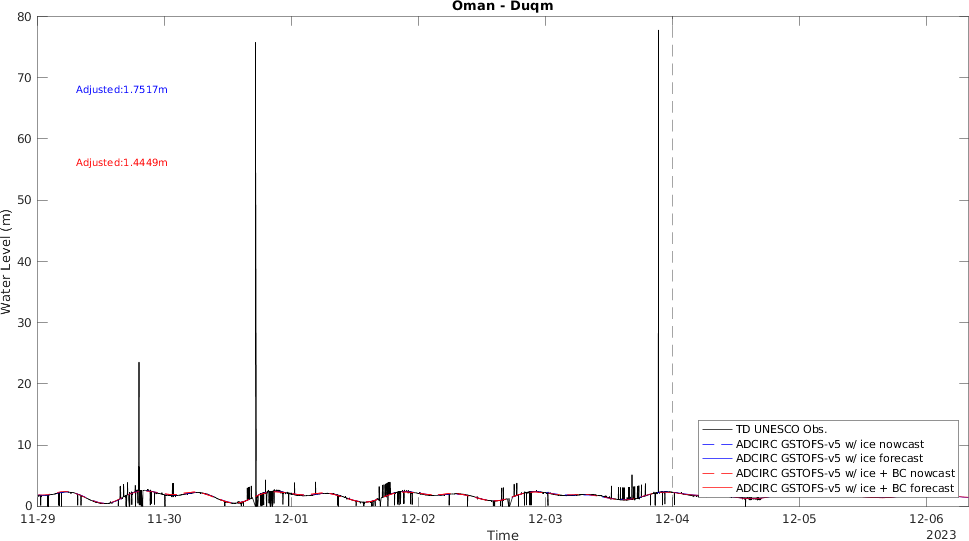 Oman - Duqm
80
70
60
50
40
30
20
10
0
Water Level (m)
Adjusted:1.7517m
Adjusted:1.4449m
TD UNESCO Obs.
ADCIRC GSTOFS-v5 w/ ice nowcast
ADCIRC GSTOFS-v5 w/ ice forecast
ADCIRC GSTOFS-v5 w/ ice + BC nowcast
ADCIRC GSTOFS-v5 w/ ice + BC forecast
11-29 11-30 12-01 12-02 12-03 12-04 12-05 12-06
Time
2023